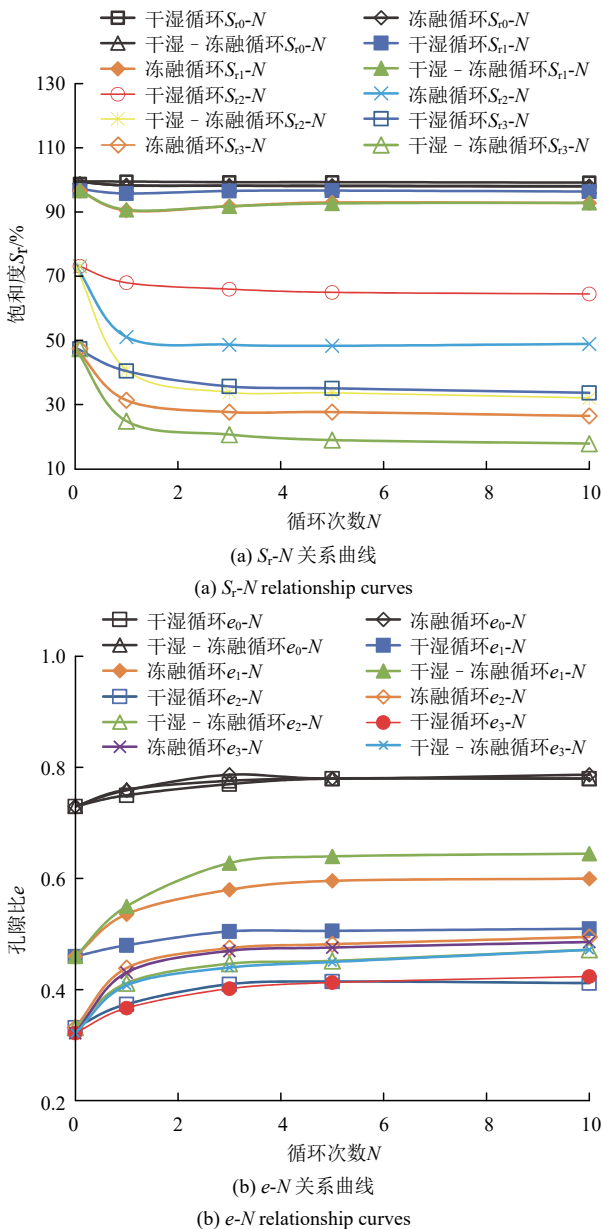 干湿循环Sr0-N 冻融循环Sr0-N
干湿–冻融循环Sr0-N 干湿循环Sr1-N
冻融循环Sr1-N 干湿–冻融循环Sr1-N
干湿循环Sr2-N 冻融循环Sr2-N
干湿–冻融循环Sr2-N 干湿循环Sr3-N
冻融循环Sr3-N 干湿–冻融循环Sr3-N
130
110
90
70
50
30
10
饱和度Sr/%
0 2 4 6 8 10
循环次数N
(a) Sr-N 关系曲线
(a) Sr-N relationship curves
干湿循环e0-N 冻融循环e0-N
干湿–冻融循环e0-N 干湿循环e1-N
冻融循环e1-N 干湿–冻融循环e1-N
干湿循环e2-N 冻融循环e2-N
干湿–冻融循环e2-N 干湿循环e3-N
冻融循环e3-N 干湿–冻融循环e3-N
1.0
0.8
0.6
0.4
0.2
孔隙比e
0 2 4 6 8 10
循环次数N
(b) e-N 关系曲线
(b) e-N relationship curves